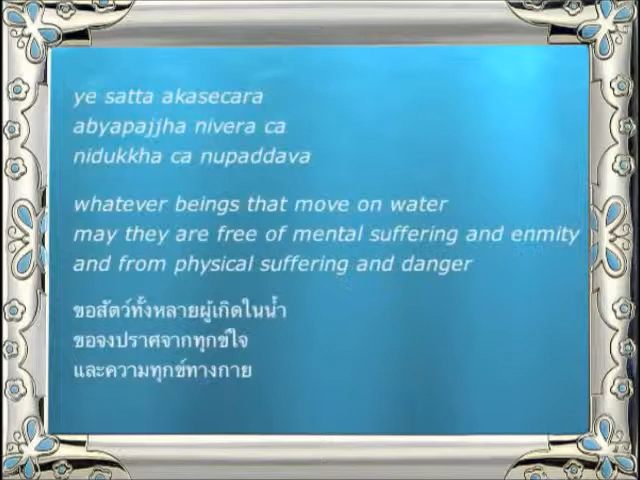 ye satta akasecara
abyapajjha nivera ca
nidukkha ca nupaddava
whatever beings that move on water
may they are free of mental suffering and enmity
and from physical suffering and danger
ขอสัตว์ทั้งหลายผู้เกิดในน้ำ
ขอจงปราศจากทุกข์ใจ
และความทุกข์ทางกาย